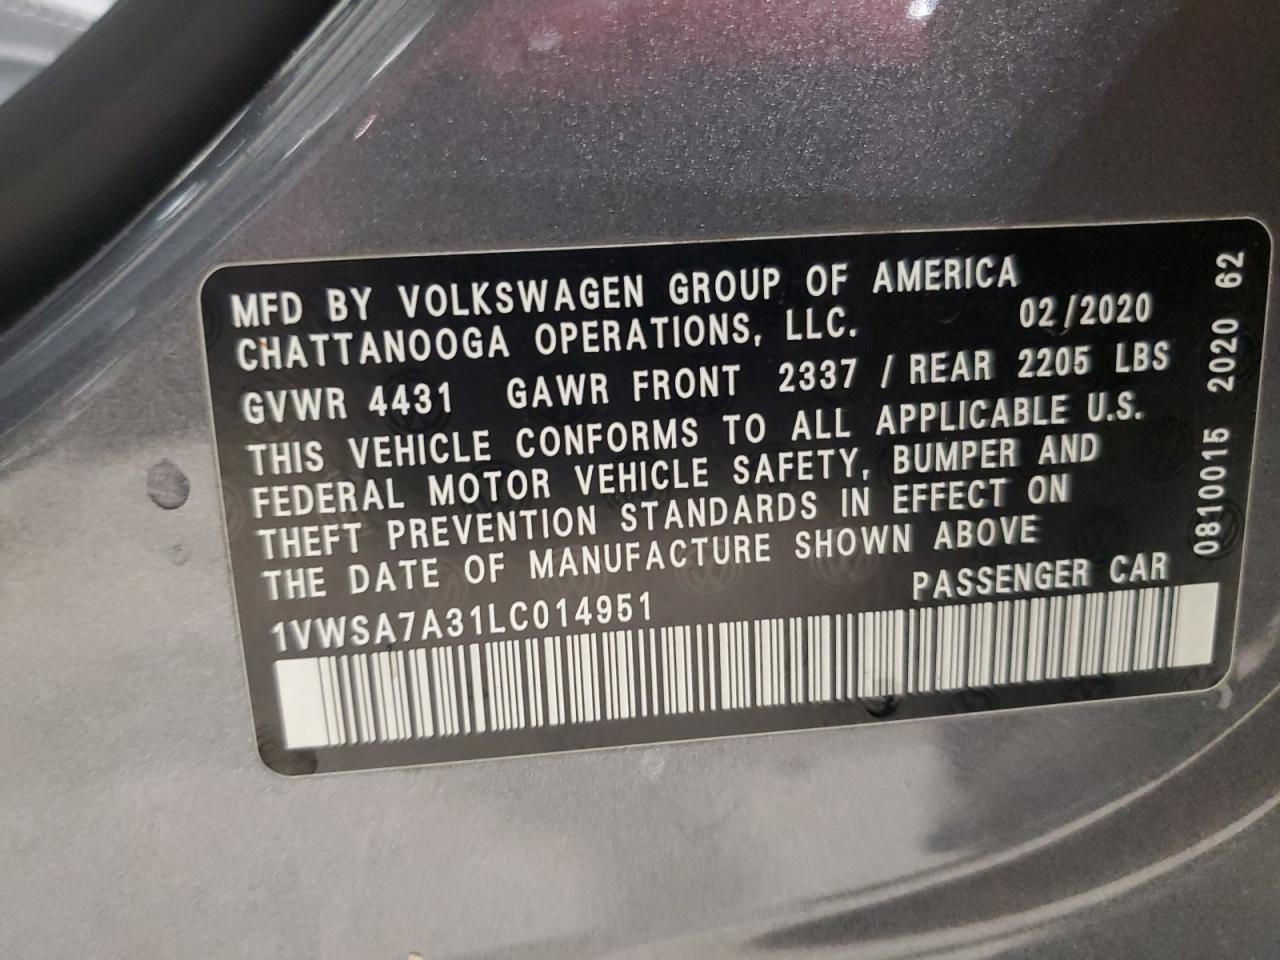 MFD BY VOLKSWAGEN GROUP OF AMERICA
CHATTANOOGA OPERATIONS, LLC. 02/2020
GVWR 4431 GAWR FRONT 2337 / REAR 2205 LBS
THIS VEHICLE CONFORMS TO ALL APPLICABLE U.S.
FEDERAL MOTOR VEHICLE SAFETY, BUMPER AND
THEFT PREVENTION STANDARDS IN EFFECT ON
THE DATE OF MANUFACTURE SHOWN ABOVE
1VWSA7A31LC014951 PASSENGER CAR
0810015 2020 62